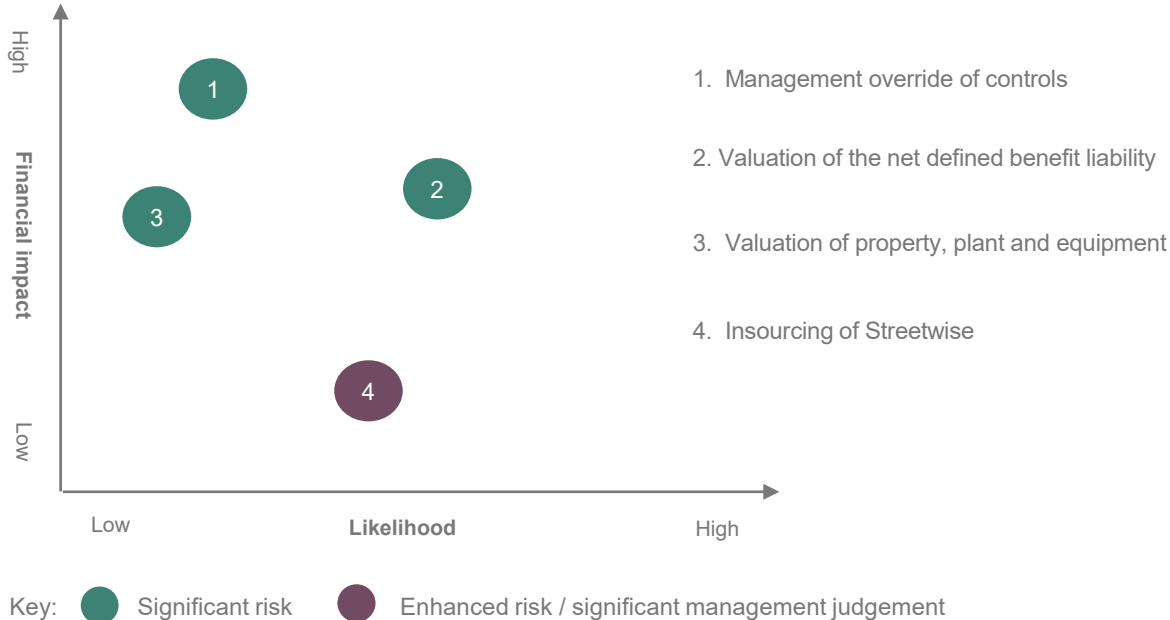 High
Financial impact
Low
1
2
3
4
1. Management override of controls
2. Valuation of the net defined benefit liability
3. Valuation of property, plant and equipment
4. Insourcing of Streetwise
Low
Likelihood
High
Key: Significant risk Enhanced risk / significant management judgement